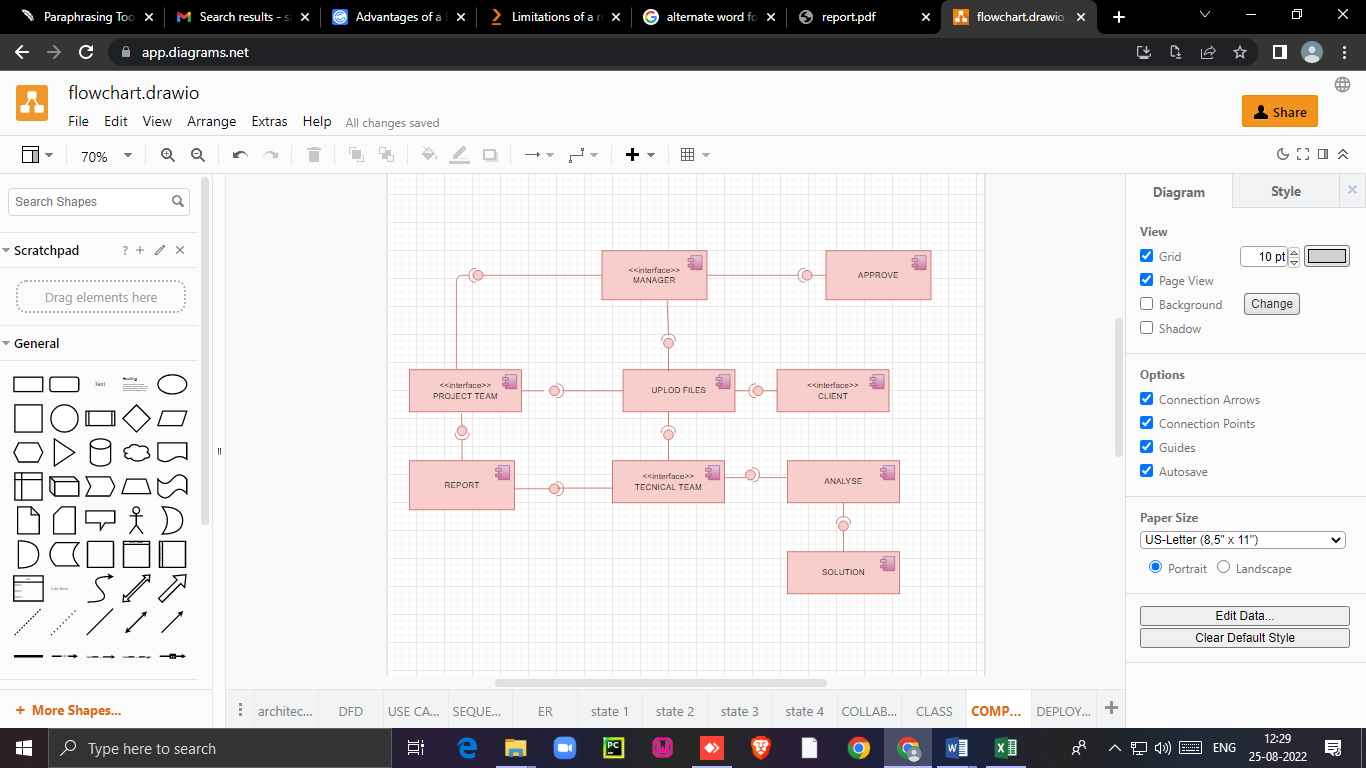 Paraphrasing Too
Search results - s
Advantages of a
Limitations of a r
alternate word fo
report.pdf
flowchart.drawio
app.diagrams.net
flowchart.drawio
File Edit View Arrange Extras Help All changes saved
Share
70%
Search Shapes
Scratchpad
?
Drag elements here
General
Text
Heading
List Item
+ More Shapes...
<<interface>>
MANAGER
APPROVE
<<interface>>
PROJECT TEAM
UPLOD FILES
<<interface>>
CLIENT
REPORT
<<interface>>
TECNICAL TEAM
ANALYSE
SOLUTION
Diagram
Style
View
Grid
10 pt
Page View
Background
Change
Shadow
Options
Connection Arrows
Connection Points
Guides
Autosave
Paper Size
US-Letter (8,5" x 11")
Portrait
Landscape
Edit Data...
Clear Default Style
architec...
DFD
USE CA...
SEQUE...
ER
state 1
state 2
state 3
state 4
COLLAB...
CLASS
COMP...
DEPLOY...
Type here to search
PC
ENG
12:29
25-08-2022